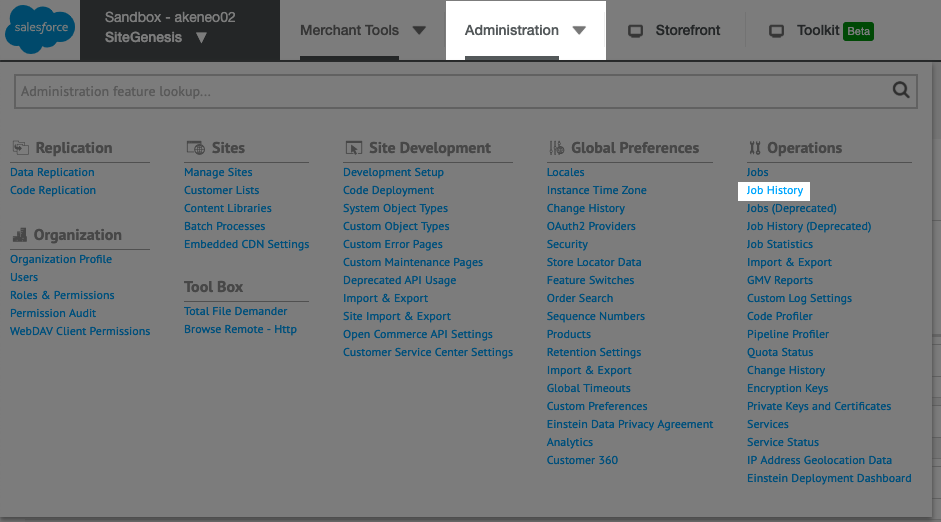 salesforce
Sandbox - akeneo02
SiteGenesis
Merchant Tools
Administration
Storefront
Toolkit Beta
Administration feature lookup...
Replication
Data Replication
Code Replication
Organization
Organization Profile
Users
Roles & Permissions
Permission Audit
WebDAV Client Permissions
Sites
Manage Sites
Customer Lists
Content Libraries
Batch Processes
Embedded CDN Settings
Tool Box
Total File Demander
Browse Remote - Http
Site Development
Development Setup
Code Deployment
System Object Types
Custom Object Types
Custom Error Pages
Custom Maintenance Pages
Deprecated API Usage
Import & Export
Site Import & Export
Open Commerce API Settings
Customer Service Center Settings
Global Preferences
Locales
Instance Time Zone
Change History
OAuth2 Providers
Security
Store Locator Data
Feature Switches
Order Search
Sequence Numbers
Products
Retention Settings
Import & Export
Global Timeouts
Custom Preferences
Einstein Data Privacy Agreement
Analytics
Customer 360
Operations
Jobs
Job History
Jobs (Deprecated)
Job History (Deprecated)
Job Statistics
Import & Export
GMV Reports
Custom Log Settings
Code Profiler
Pipeline Profiler
Quota Status
Change History
Encryption Keys
Private Keys and Certificates
Services
Service Status
IP Address Geolocation Data
Einstein Deployment Dashboard